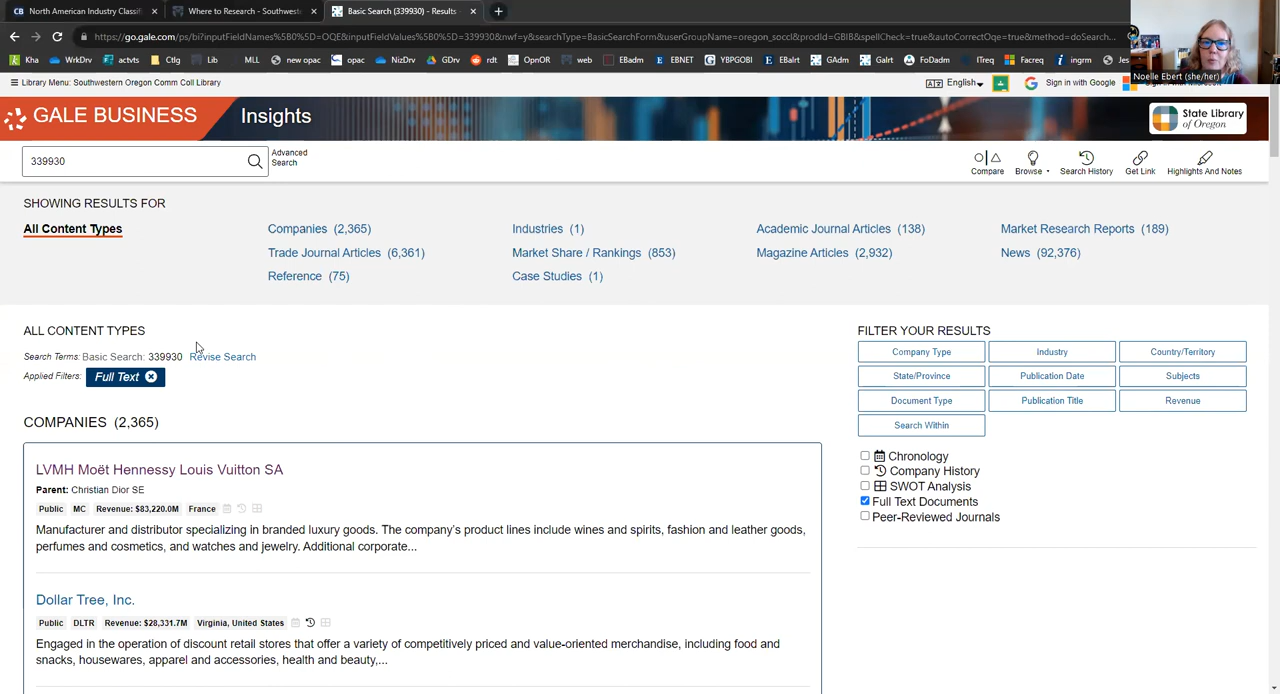 CB North American Industry Classif
Where to Research - Southwest
Basic Search (339930) - Results -
https://go.gale.com/ps/bi?inputFieldNames%5B0%5D=OQE&inputFieldValues%5B0%5D=339930&nwf=y&searchType=BasicSearchForm&userGroupName=oregon_soccl&prodId=GBIB&spellCheck=true&autoCorrectOqe=true&method=doSearch...
Kha WrkDrv actvts Ctlg Lib MLL new opac opac NizDrv GDrv rdt OpnOR web EBadm EBNET YBPGOBI EBalrt GAdm Galrt FoDadm ITreq Facreq ingrm Jes
Noelle Ebert (she/her)
Library Menu: Southwestern Oregon Comm Coll Library
English
Sign in with Google
GALE BUSINESS Insights
State Library of Oregon
339930
Advanced Search
Compare Browse Search History Get Link Highlights And Notes
SHOWING RESULTS FOR
All Content Types Companies (2,365) Industries (1) Academic Journal Articles (138) Market Research Reports (189)
Trade Journal Articles (6,361) Market Share / Rankings (853) Magazine Articles (2,932) News (92,376)
Reference (75) Case Studies (1)
ALL CONTENT TYPES
Search Terms: Basic Search: 339930 Revise Search
Applied Filters: Full Text
COMPANIES (2,365)
LVMH Moët Hennessy Louis Vuitton SA
Parent: Christian Dior SE
Public MC Revenue: $83,220.0M France
Manufacturer and distributor specializing in branded luxury goods. The company's product lines include wines and spirits, fashion and leather goods,
perfumes and cosmetics, and watches and jewelry. Additional corporate...
Dollar Tree, Inc.
Public DLTR Revenue: $28,331.7M Virginia, United States
Engaged in the operation of discount retail stores that offer a variety of competitively priced and value-oriented merchandise, including food and
snacks, housewares, apparel and accessories, health and beauty,...
FILTER YOUR RESULTS
Company Type Industry Country/Territory
State/Province Publication Date Subjects
Document Type Publication Title Revenue
Search Within
Chronology
Company History
SWOT Analysis
Full Text Documents
Peer-Reviewed Journals